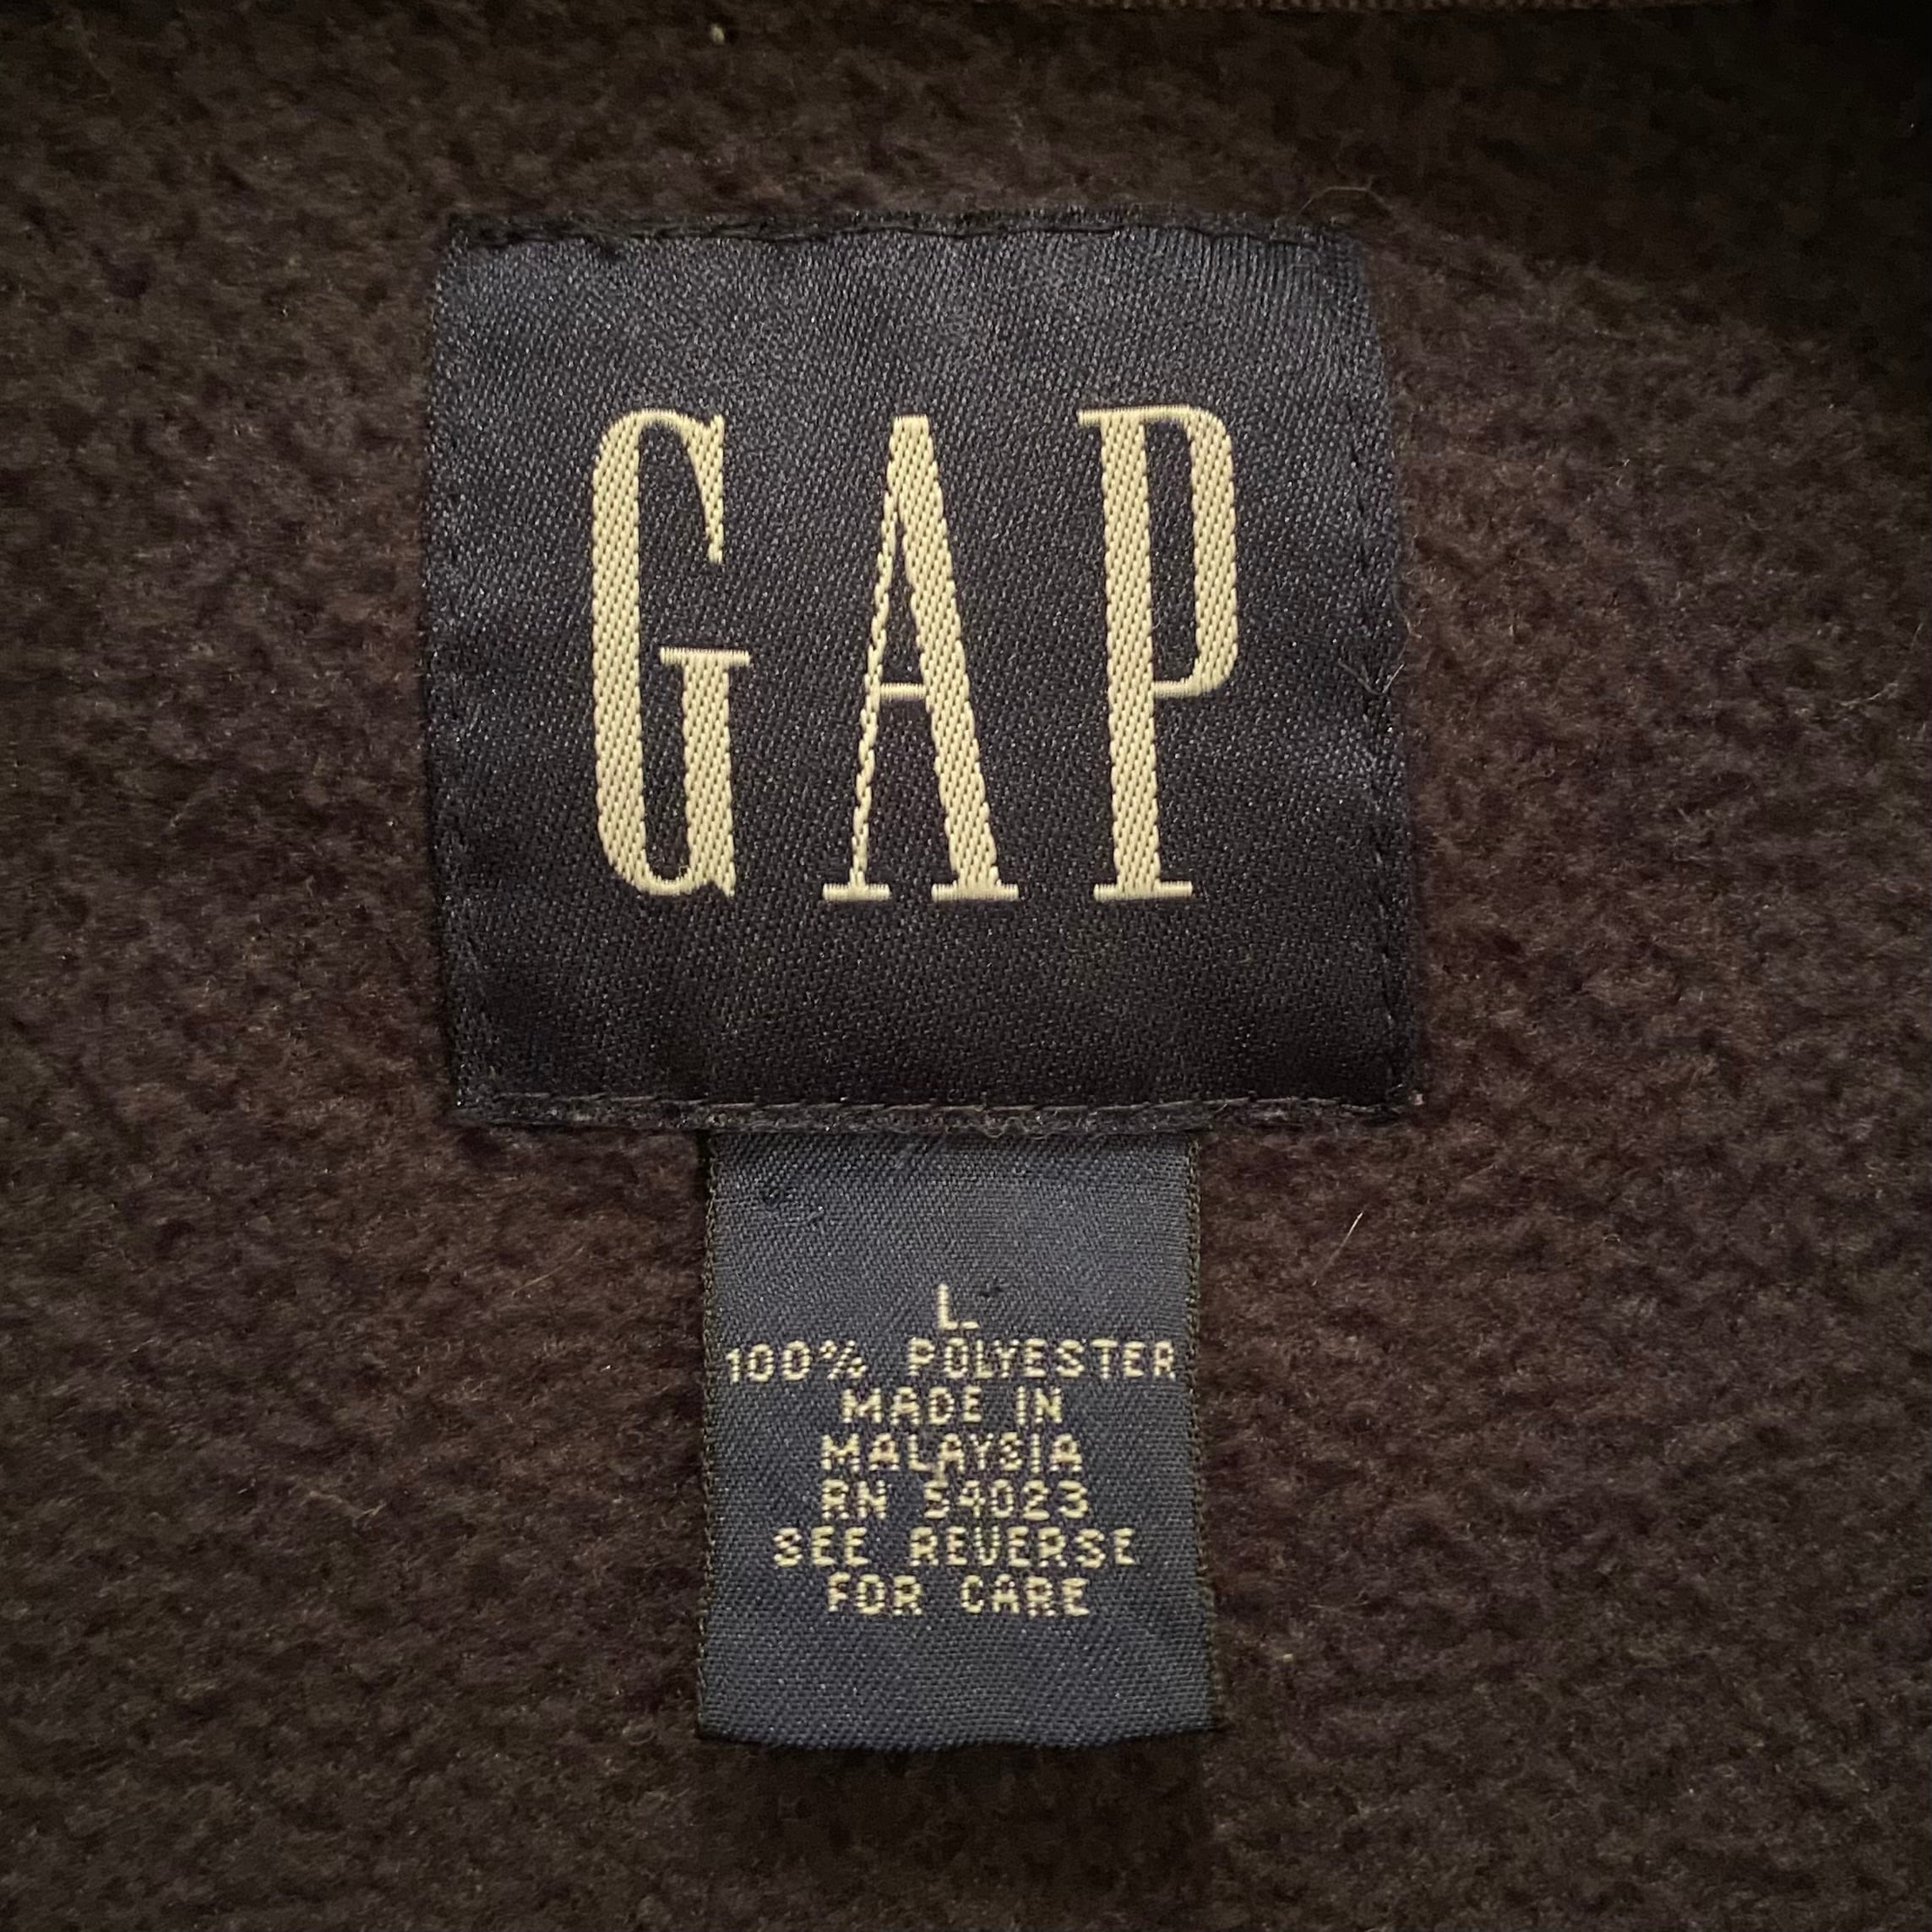 GAP
L
100% POLYESTER
MADE IN
MALAYSIA
RN 54023
SEE REVERSE
FOR CARE